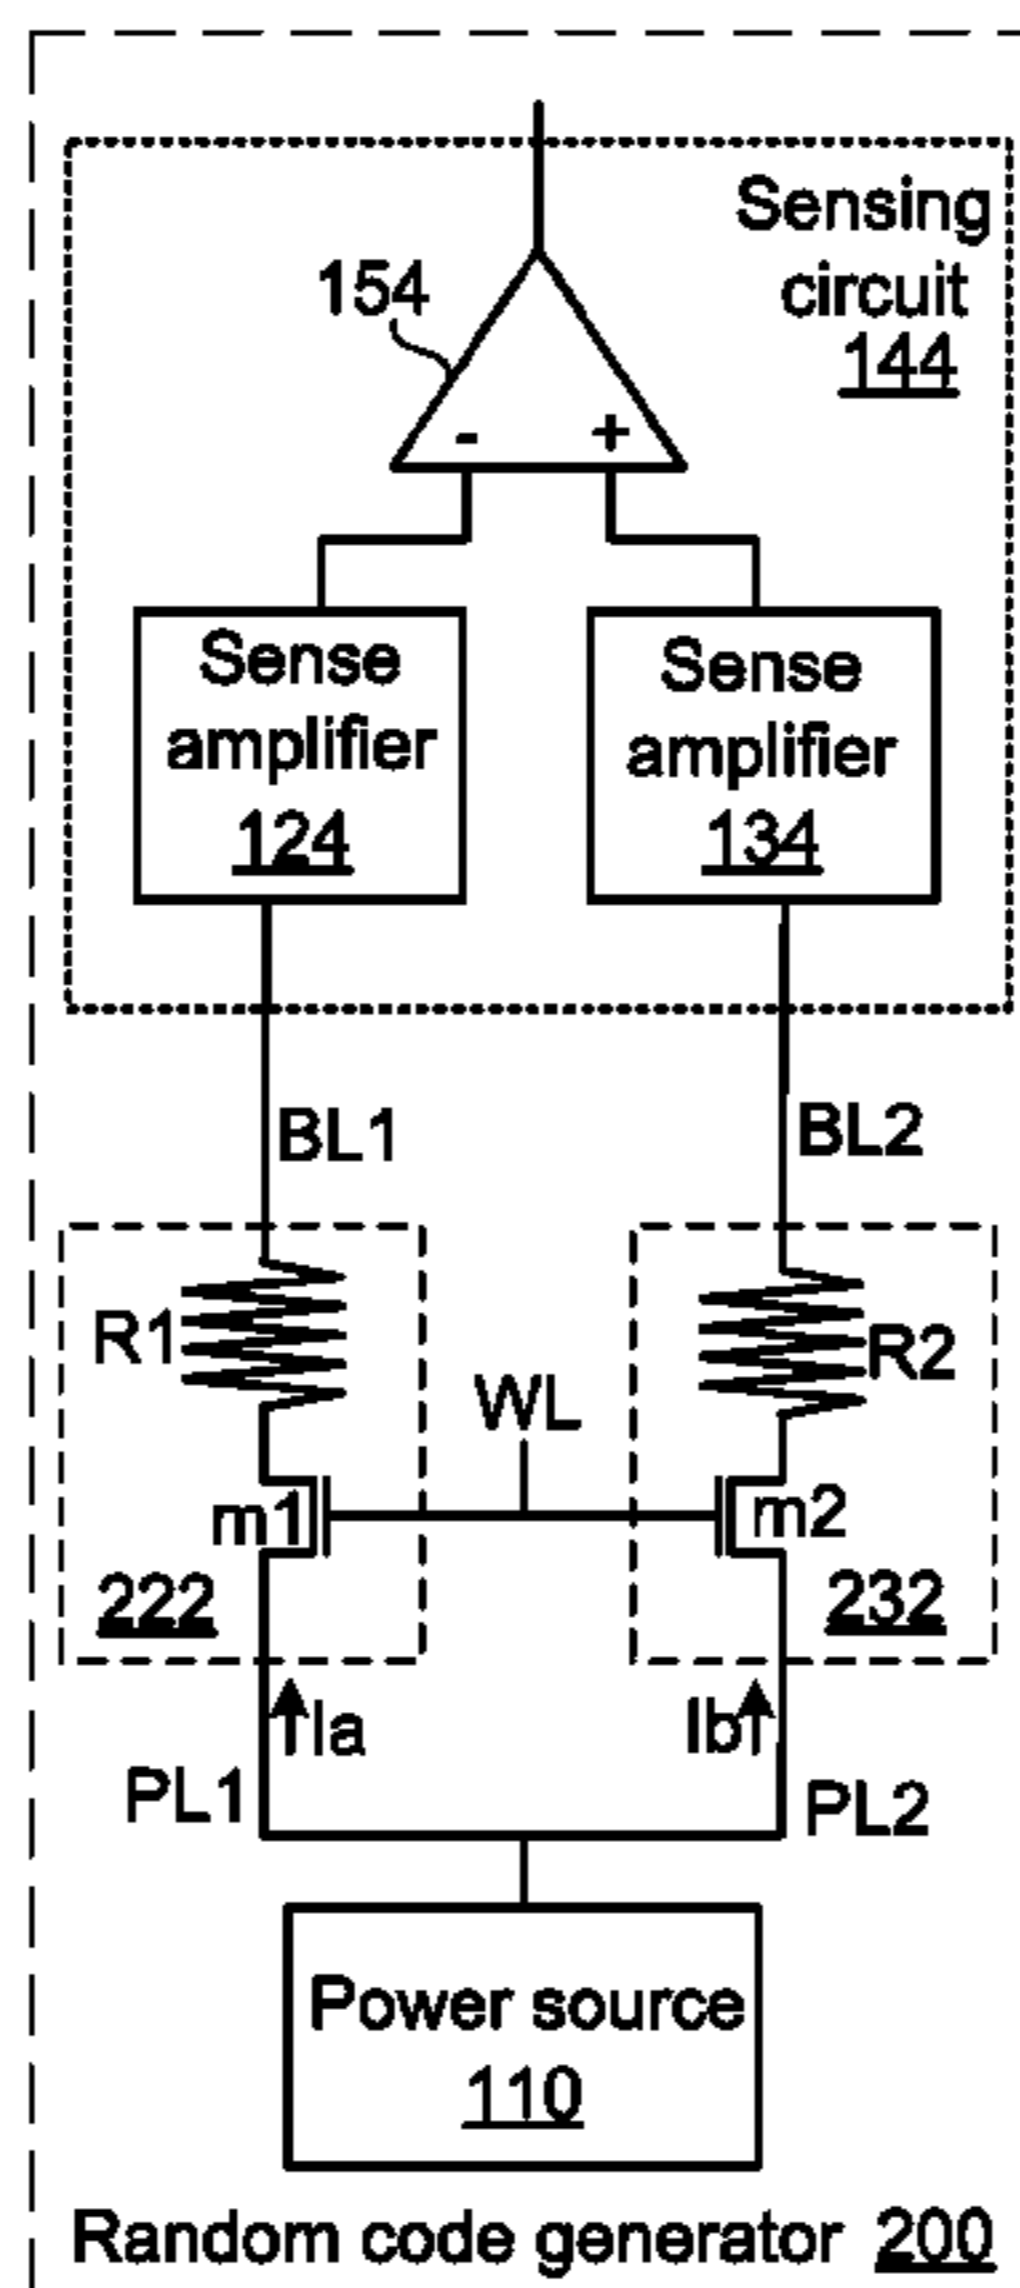 Sensing
circuit
144
154
- +
Sense
amplifier
124
Sense
amplifier
134
BL1
BL2
R1
R2
WL
m1
m2
222
232
Ia
Ib
PL1
PL2
Power source
110
Random code generator 200